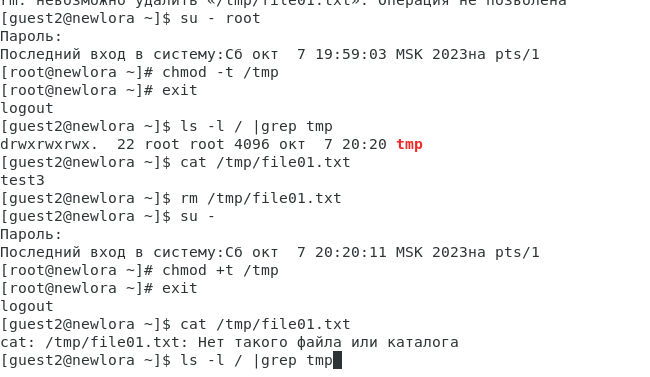 rm: невозможно удалить «/tmp/file01.txt»: Операция не позволена
[guest2@newlora ~]$ su - root
Пароль:
Последний вход в систему:Сб окт  7 19:59:03 MSK 2023на pts/1
[root@newlora ~]# chmod -t /tmp
[root@newlora ~]# exit
logout
[guest2@newlora ~]$ ls -l / |grep tmp
drwxrwxrwx.  22 root root 4096 окт  7 20:20 tmp
[guest2@newlora ~]$ cat /tmp/file01.txt
test3
[guest2@newlora ~]$ rm /tmp/file01.txt
[guest2@newlora ~]$ su -
Пароль:
Последний вход в систему:Сб окт  7 20:20:11 MSK 2023на pts/1
[root@newlora ~]# chmod +t /tmp
[root@newlora ~]# exit
logout
[guest2@newlora ~]$ cat /tmp/file01.txt
cat: /tmp/file01.txt: Нет такого файла или каталога
[guest2@newlora ~]$ ls -l / |grep tmp